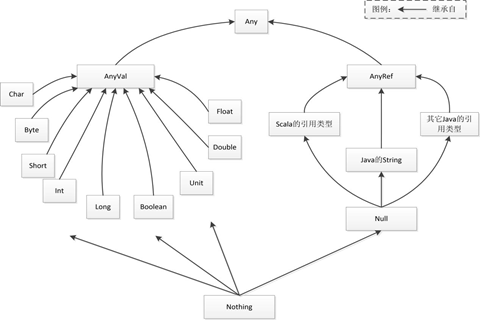 图例: 继承自
Any
AnyVal
AnyRef
Char
Float
Byte
Scala的引用类型
其它Java的引
用类型
Double
Short
Java的String
Int
Unit
Long
Boolean
Null
Nothing